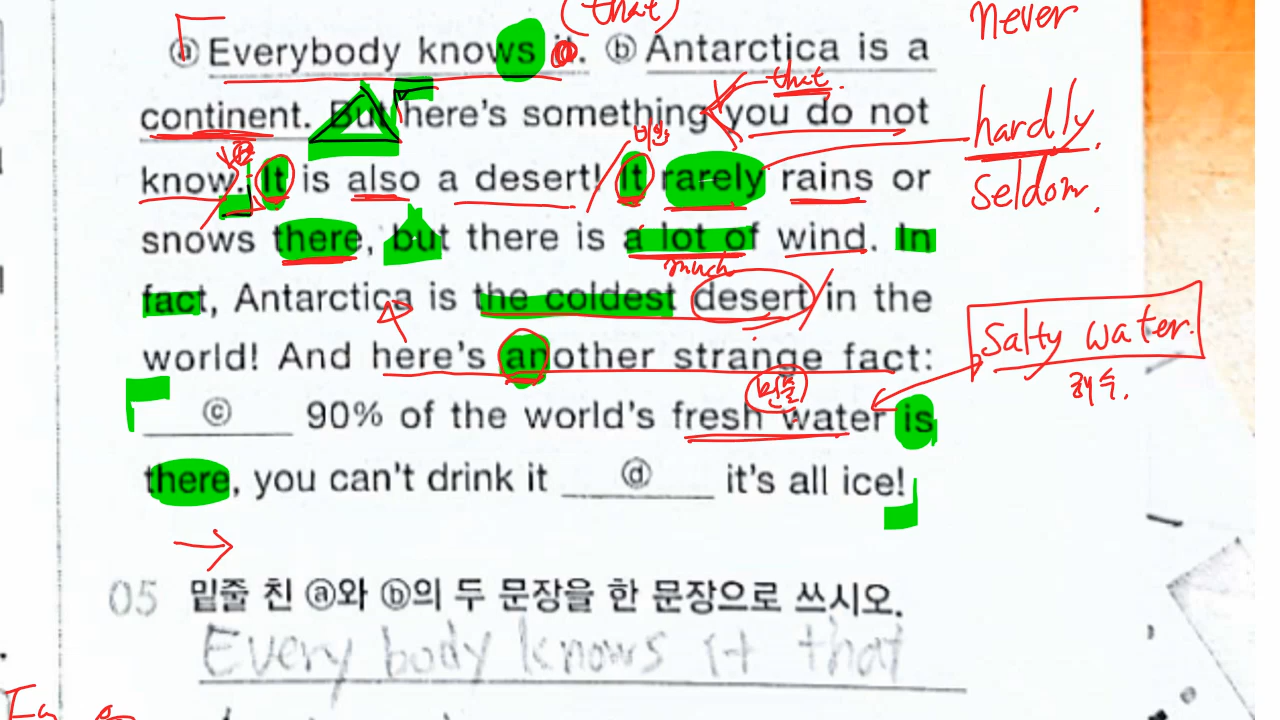 (that)
never
ⓐ Everybody knows it. ⓑ Antarctica is a
that
continent. But here's something you do not
hardly
know. It is also a desert! It rarely rains or
seldom
snows there, but there is a lot of wind. In
much
fact, Antarctica is the coldest desert in the
Salty water.
world! And here's another strange fact:
민물
해수.
ⓒ 90% of the world's fresh water is
there, you can't drink it ⓓ it's all ice!
05 밑줄 친 ⓐ와 ⓑ의 두 문장을 한 문장으로 쓰시오.
Every body knows it that